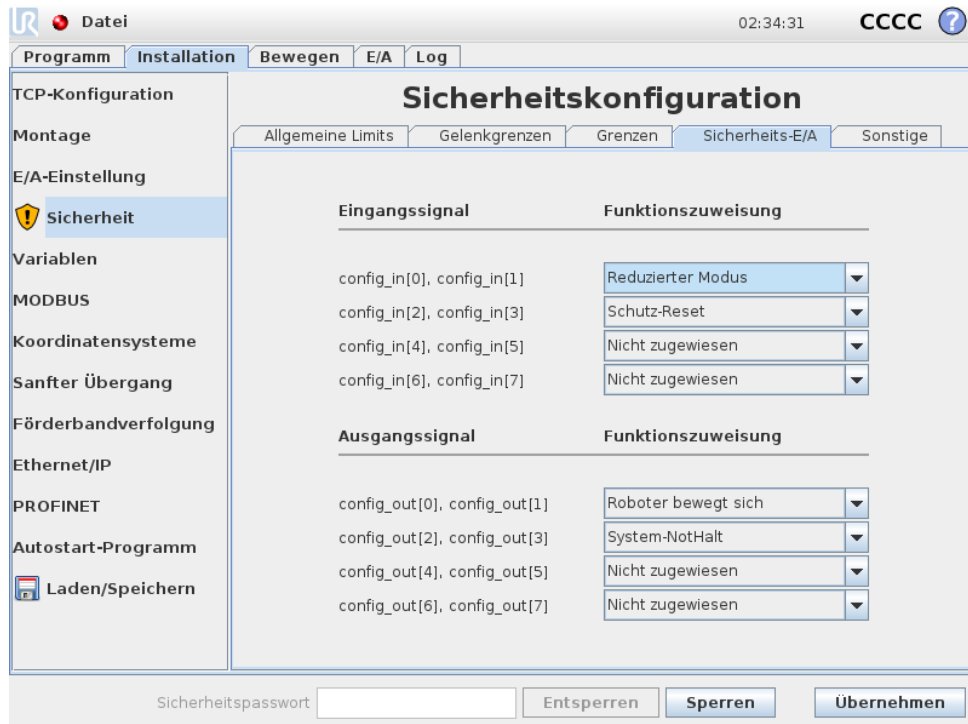 UR Datei 02:34:31 CCCC ?
Programm Installation Bewegen E/A Log
TCP-Konfiguration
Montage
E/A-Einstellung
Sicherheit
Variablen
MODBUS
Koordinatensysteme
Sanfter Übergang
Förderbandverfolgung
Ethernet/IP
PROFINET
Autostart-Programm
Laden/Speichern
Sicherheitskonfiguration
Allgemeine Limits Gelenkgrenzen Grenzen Sicherheits-E/A Sonstige
Eingangssignal Funktionszuweisung
config_in[0], config_in[1] Reduzierter Modus
config_in[2], config_in[3] Schutz-Reset
config_in[4], config_in[5] Nicht zugewiesen
config_in[6], config_in[7] Nicht zugewiesen
Ausgangssignal Funktionszuweisung
config_out[0], config_out[1] Roboter bewegt sich
config_out[2], config_out[3] System-NotHalt
config_out[4], config_out[5] Nicht zugewiesen
config_out[6], config_out[7] Nicht zugewiesen
Sicherheitspasswort Entsperren Sperren Übernehmen